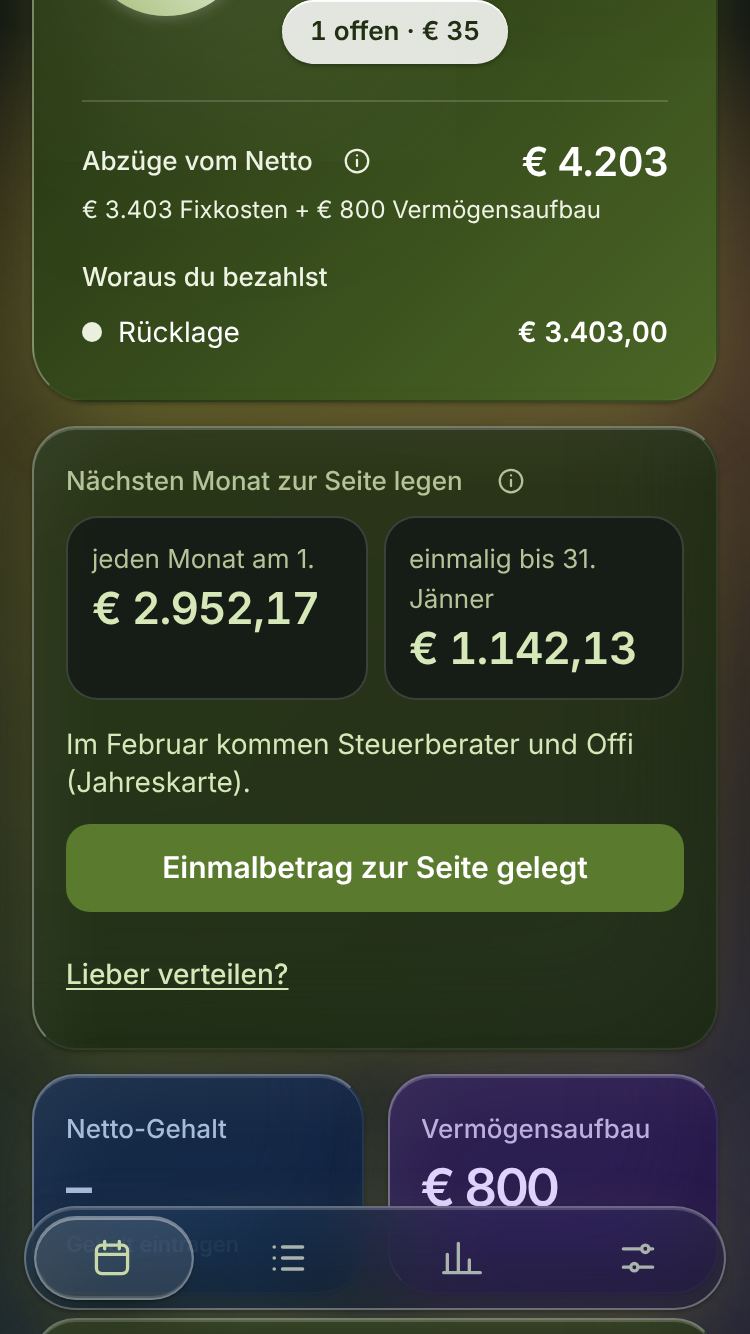 1 offen · € 35
Abzüge vom Netto
€ 4.203
€ 3.403 Fixkosten + € 800 Vermögensaufbau
Woraus du bezahlst
Rücklage
€ 3.403,00
Nächsten Monat zur Seite legen
jeden Monat am 1.
€ 2.952,17
einmalig bis 31.
Jänner
€ 1.142,13
Im Februar kommen Steuerberater und Offi
(Jahreskarte).
Einmalbetrag zur Seite gelegt
Lieber verteilen?
Netto-Gehalt
–
Vermögensaufbau
€ 800